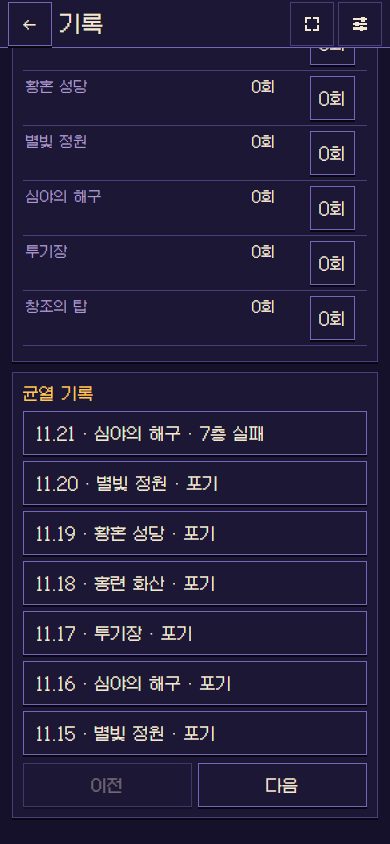 기록
황혼 성당 0회 0회
별빛 정원 0회 0회
심야의 해구 0회 0회
투기장 0회 0회
창조의 탑 0회 0회
균열 기록
11.21 · 심야의 해구 · 7층 실패
11.20 · 별빛 정원 · 포기
11.19 · 황혼 성당 · 포기
11.18 · 홍련 화산 · 포기
11.17 · 투기장 · 포기
11.16 · 심야의 해구 · 포기
11.15 · 별빛 정원 · 포기
이전 다음